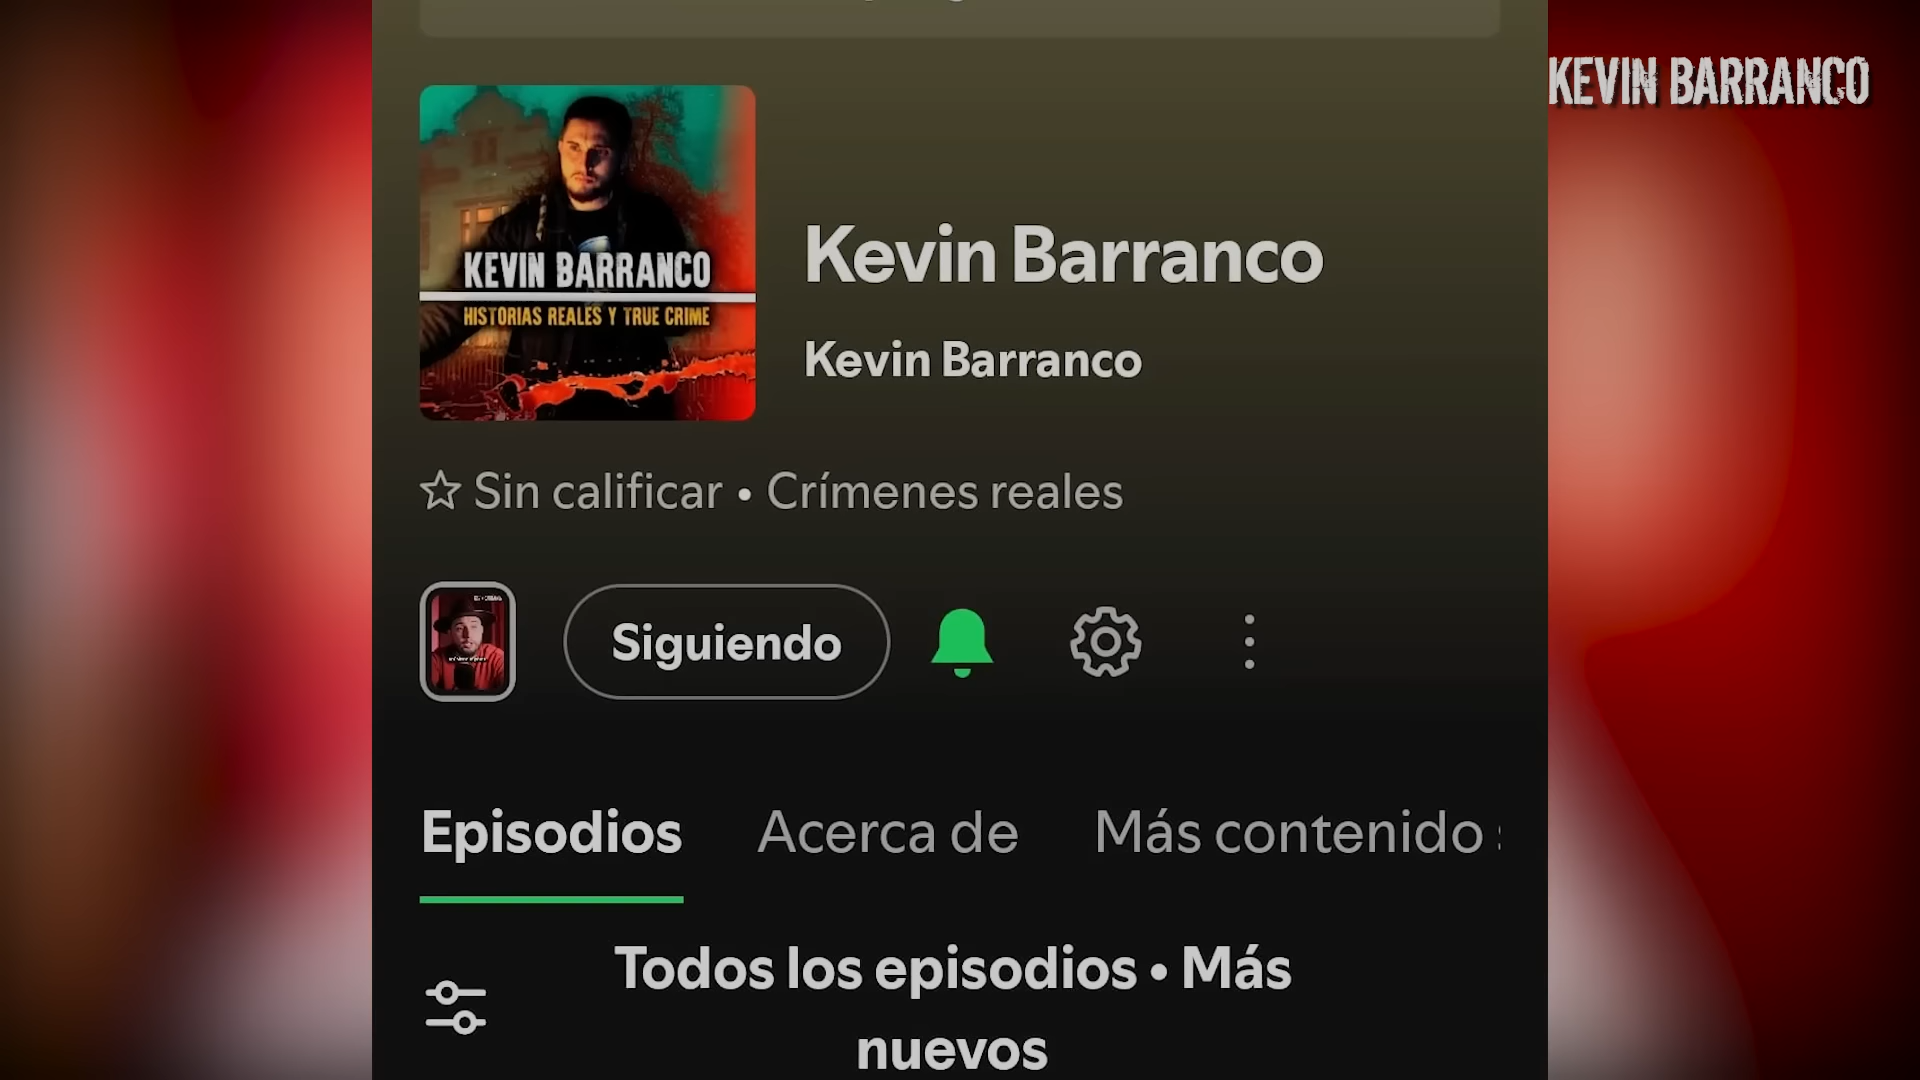 KEVIN BARRANCO
KEVIN BARRANCO
HISTORIAS REALES Y TRUE CRIME
Kevin Barranco
Kevin Barranco
Sin calificar • Crímenes reales
Siguiendo
Episodios Acerca de Más contenido
Todos los episodios • Más
nuevos